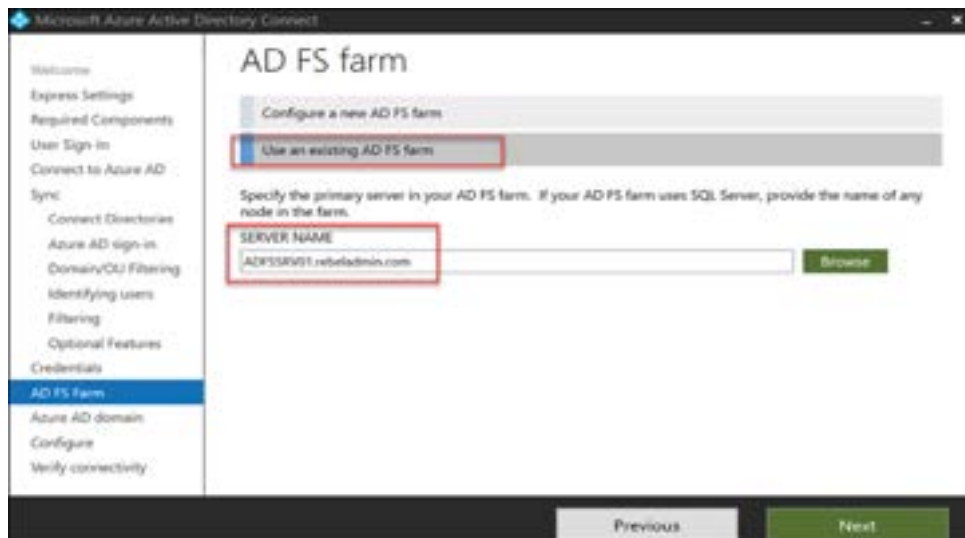 Microsoft Azure Active Directory Connect
AD FS farm
Welcome
Express Settings
Required Components
User Sign-In
Connect to Azure AD
Sync
Connect Directories
Azure AD sign-in
Domain/OU Filtering
Identifying users
Filtering
Optional Features
Credentials
AD FS Farm
Azure AD domain
Configure
Verify connectivity
Configure a new AD FS farm
Use an existing AD FS farm
Specify the primary server in your AD FS farm. If your AD FS farm uses SQL Server, provide the name of any
node in the farm.
SERVER NAME
ADFSSRV01.rebeladmin.com
Browse
Previous
Next